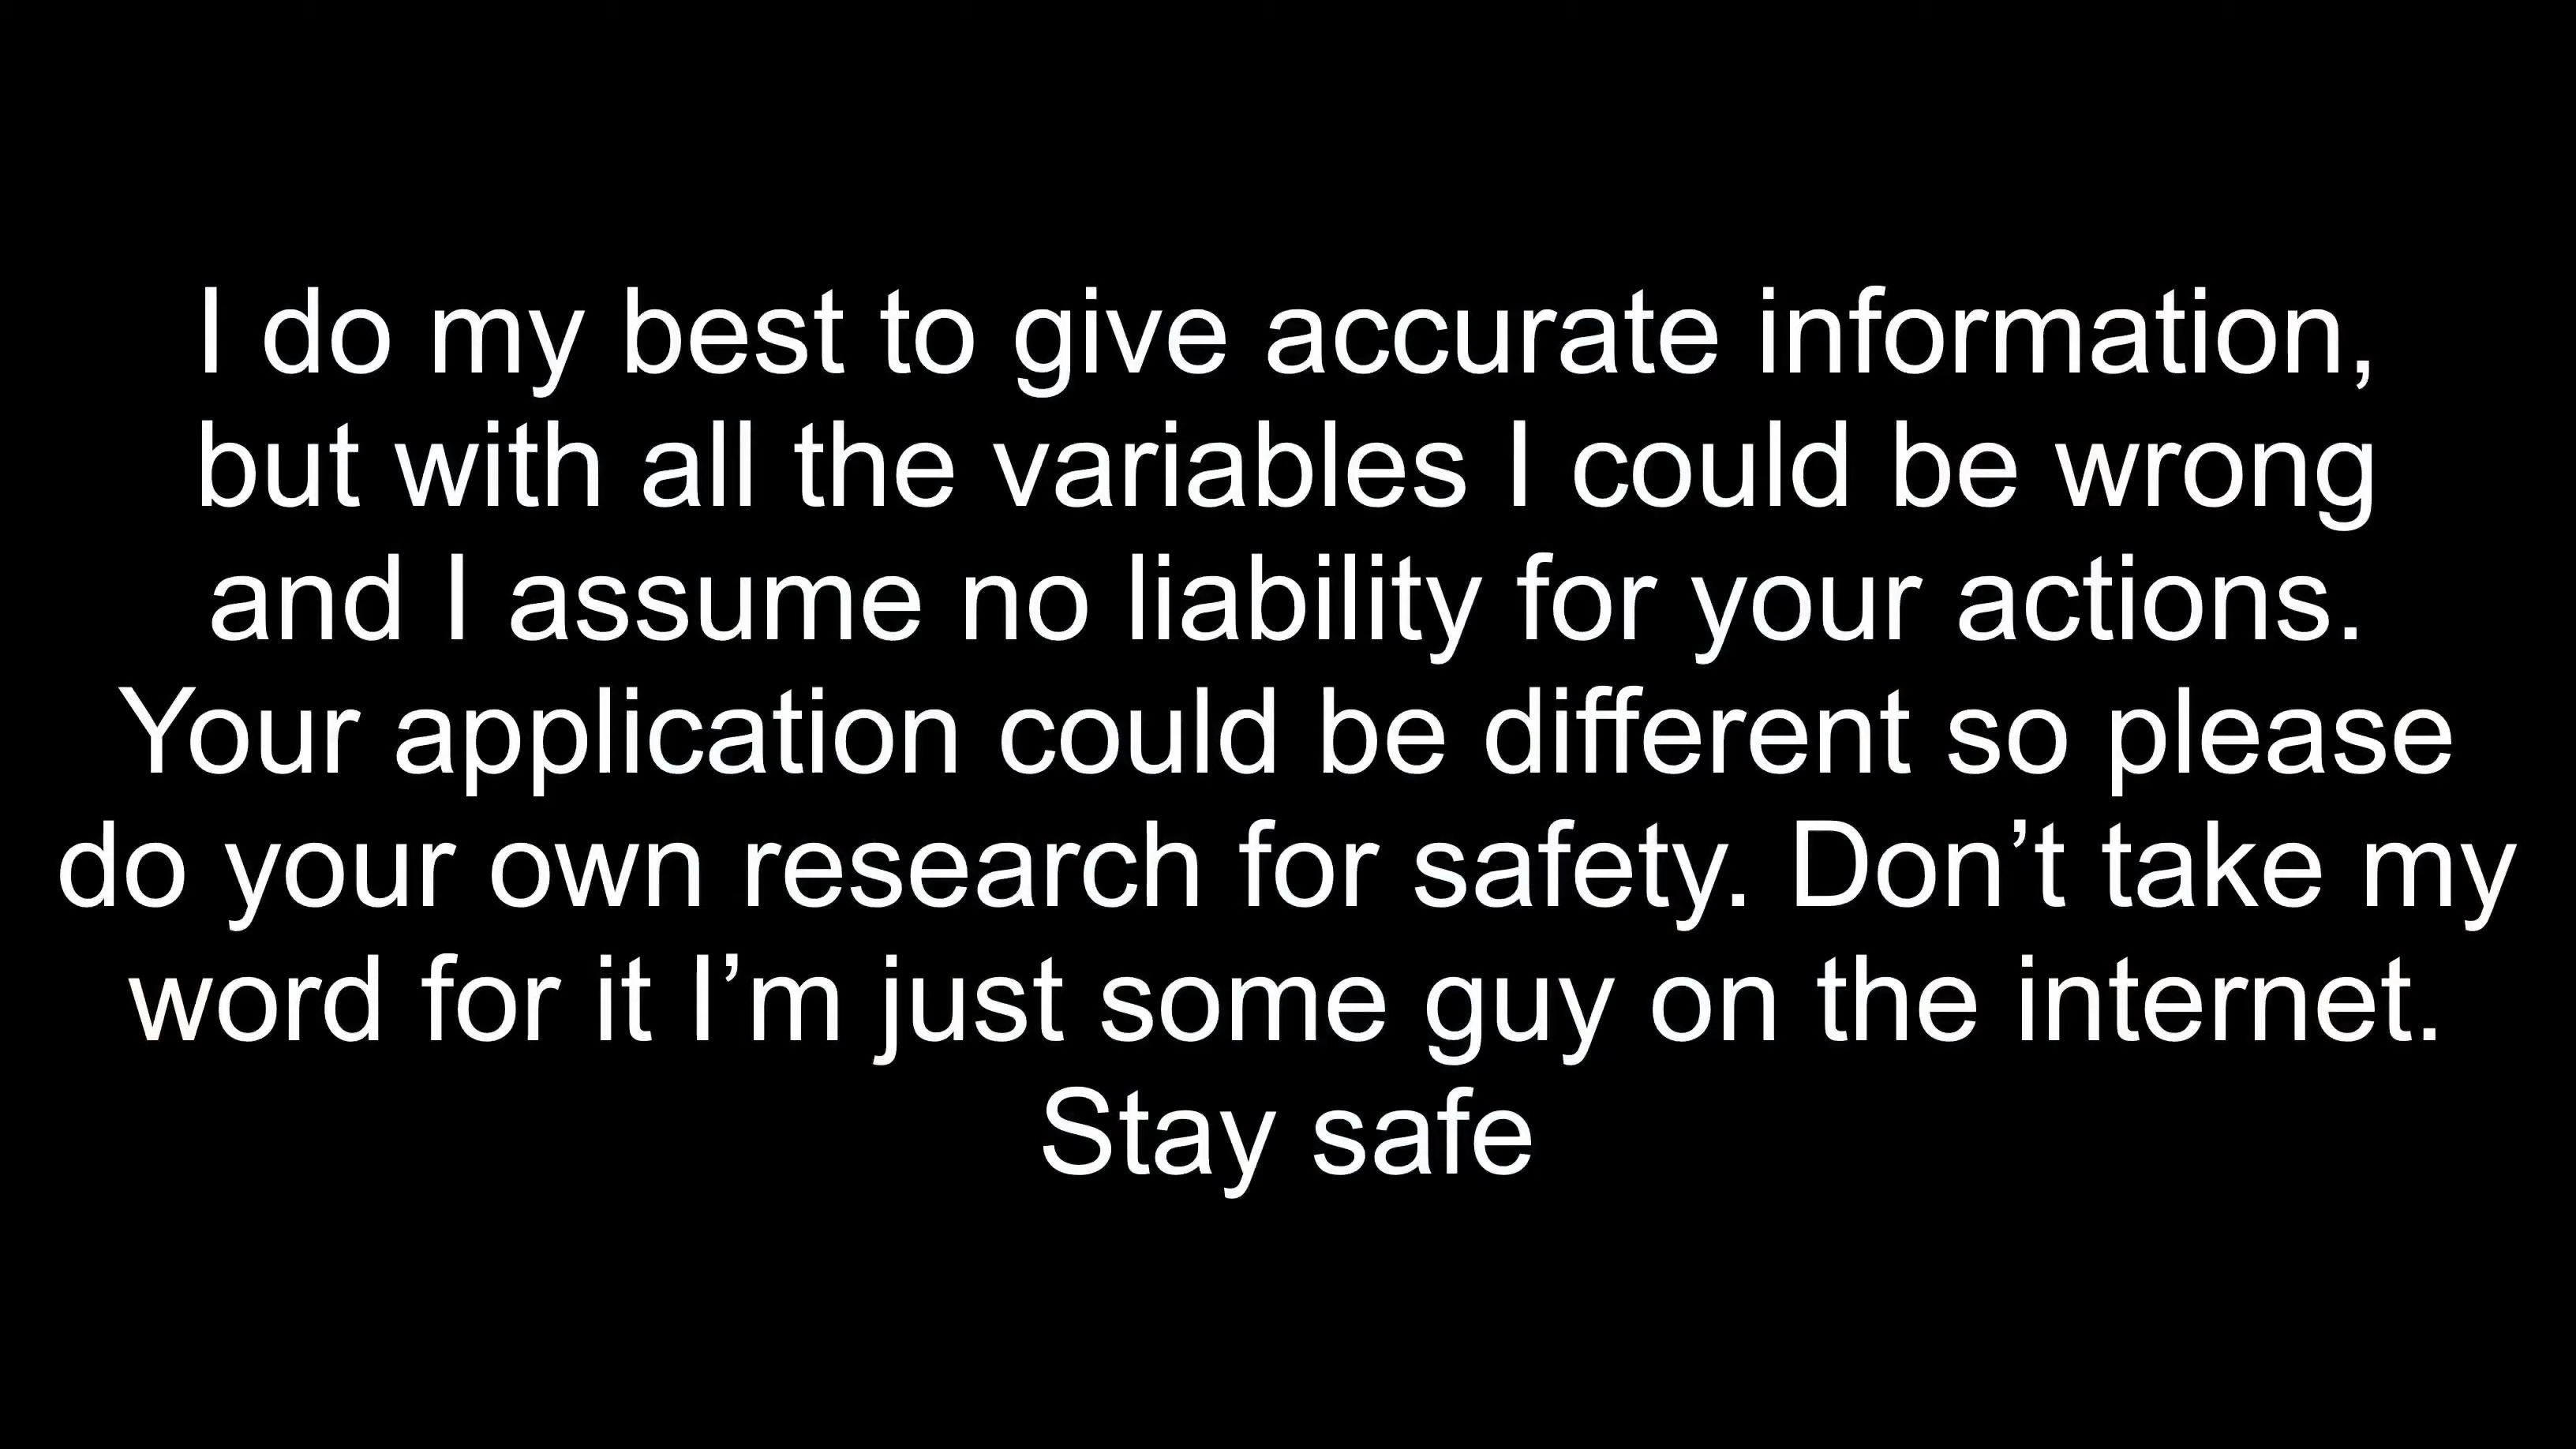 I do my best to give accurate information,
but with all the variables I could be wrong
and I assume no liability for your actions.
Your application could be different so please
do your own research for safety. Don’t take my
word for it I’m just some guy on the internet.
Stay safe